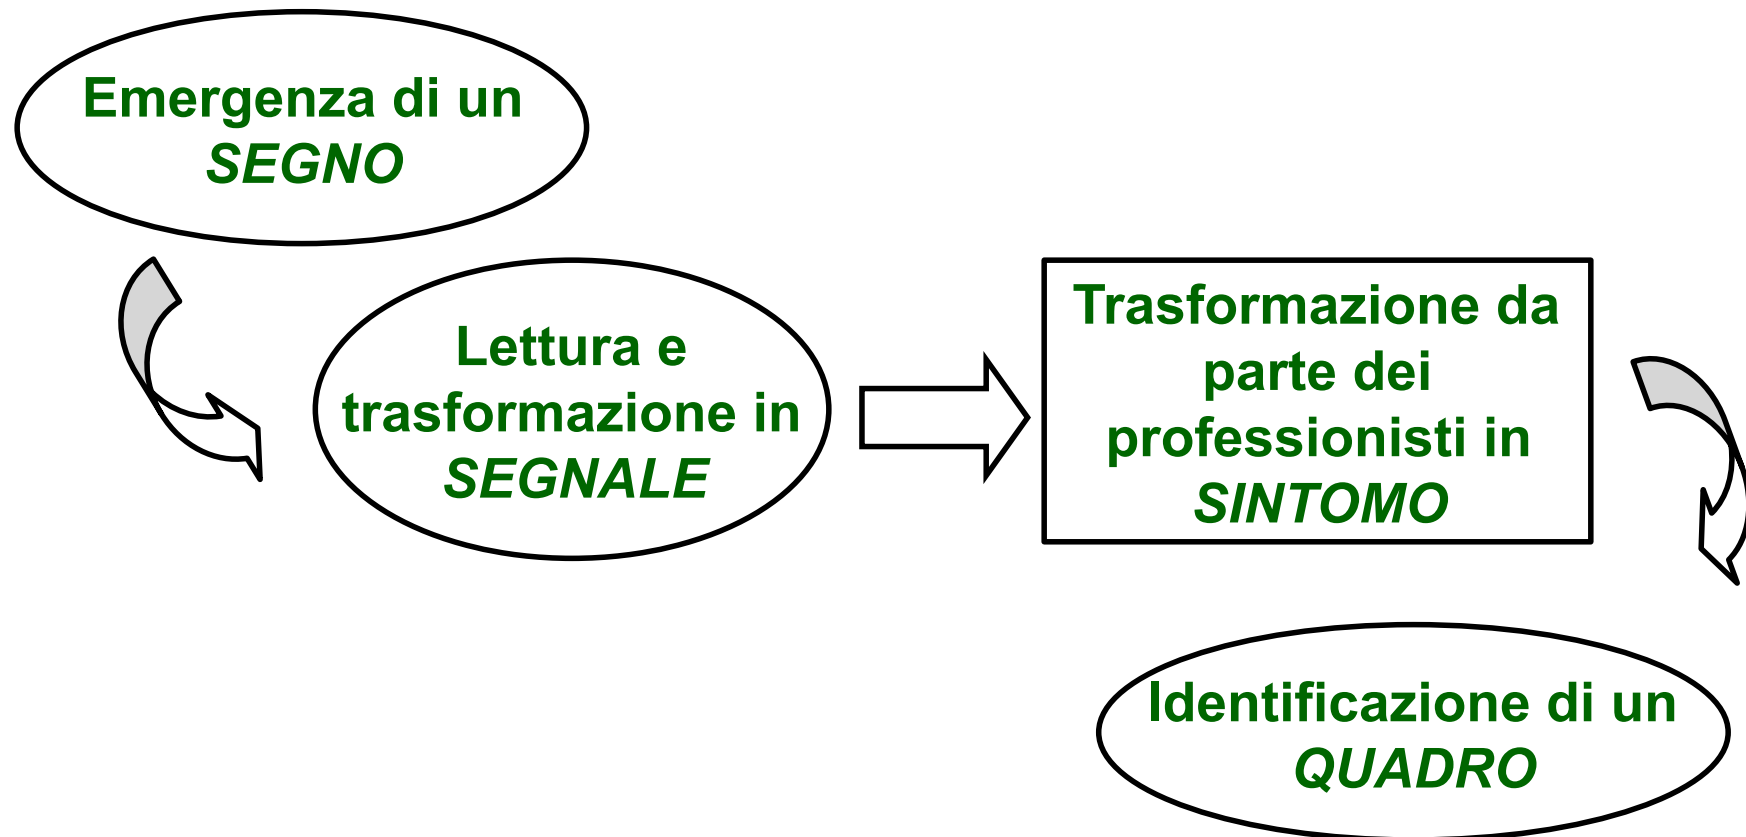 Emergenza di un
SEGNO
Lettura e
trasformazione in
SEGNALE
Trasformazione da
parte dei
professionisti in
SINTOMO
Identificazione di un
QUADRO